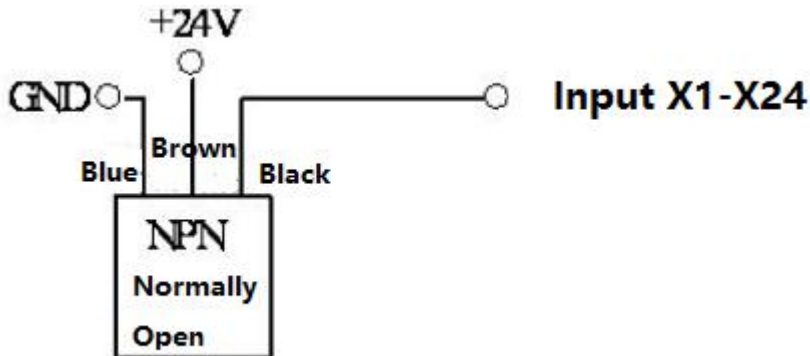 +24V
GND
Input X1-X24
Brown
Blue
Black
NPN
Normally
Open